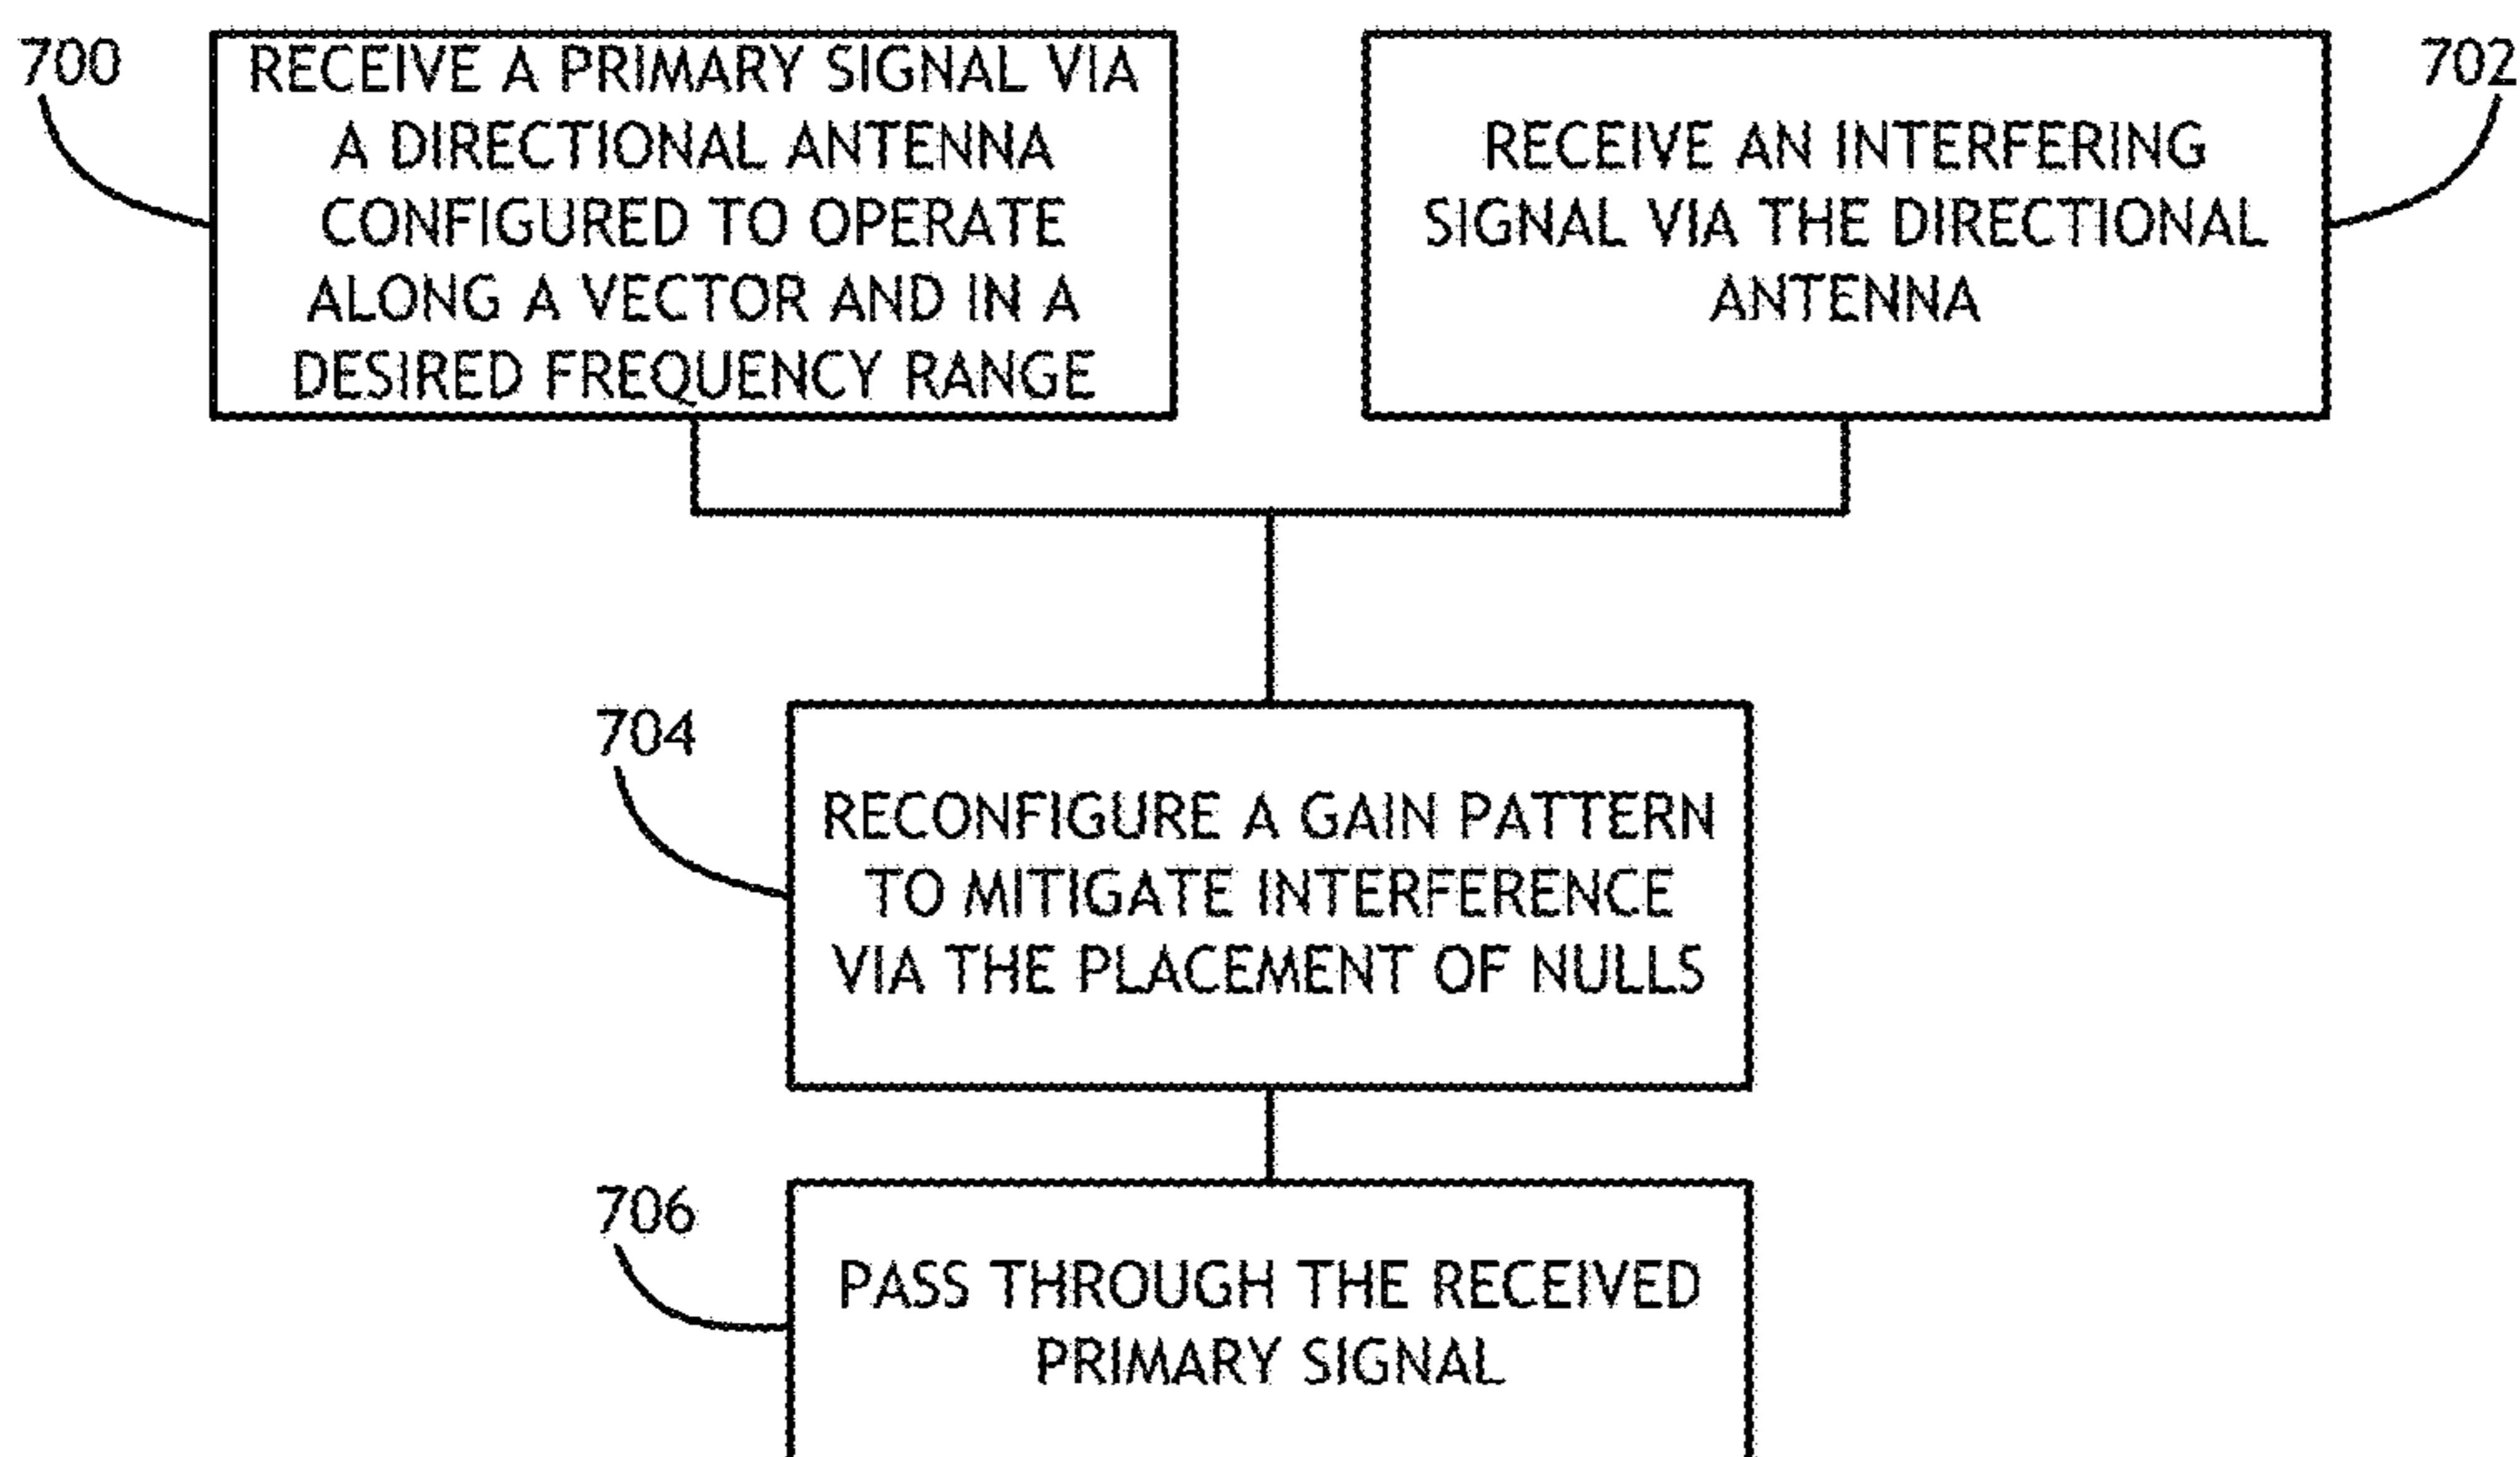 700
RECEIVE A PRIMARY SIGNAL VIA
A DIRECTIONAL ANTENNA
CONFIGURED TO OPERATE
ALONG A VECTOR AND IN A
DESIRED FREQUENCY RANGE
702
RECEIVE AN INTERFERING
SIGNAL VIA THE DIRECTIONAL
ANTENNA
704
RECONFIGURE A GAIN PATTERN
TO MITIGATE INTERFERENCE
VIA THE PLACEMENT OF NULLS
706
PASS THROUGH THE RECEIVED
PRIMARY SIGNAL